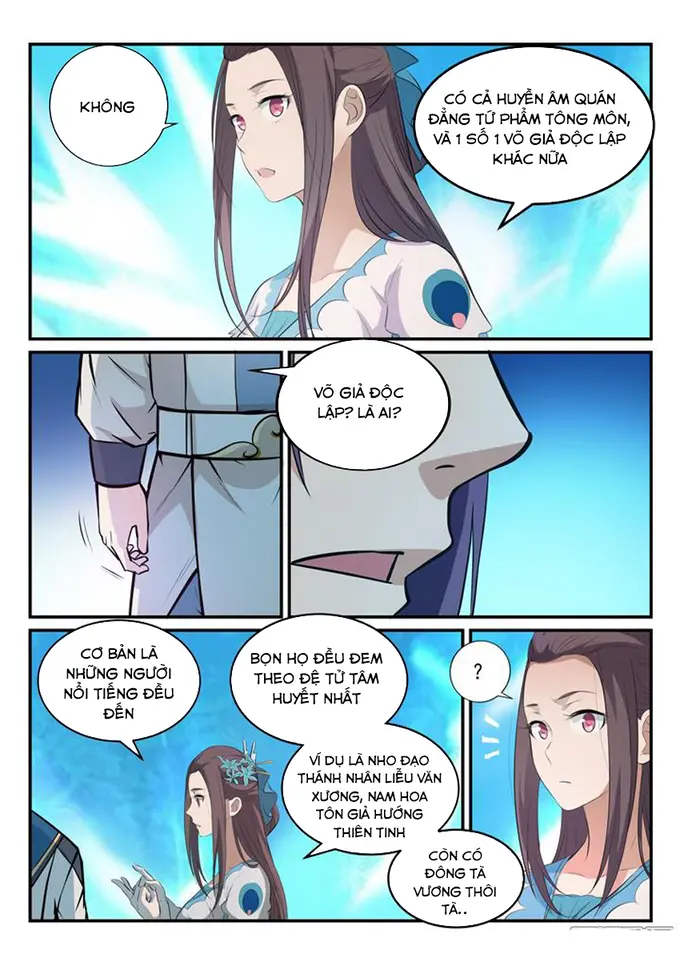 KHÔNG
CÓ CẢ HUYỀN ÂM QUÁN
ĐẲNG TỨ PHẨM TÔNG MÔN,
VÀ 1 SỐ 1 VÕ GIẢ ĐỘC LẬP
KHÁC NỮA
VÕ GIẢ ĐỘC
LẬP? LÀ AI?
CƠ BẢN LÀ
NHỮNG NGƯỜI
NỔI TIẾNG ĐỀU
ĐẾN
BỌN HỌ ĐỀU ĐEM
THEO ĐỆ TỬ TÂM
HUYẾT NHẤT
VÍ DỤ LÀ NHO ĐẠO
THÁNH NHÂN LIỄU VĂN
XƯƠNG, NAM HOA
TÔN GIẢ HƯỚNG
THIÊN TINH
CÒN CÓ
ĐÔNG TÀ
VƯƠNG THÔI
TÀ..
?